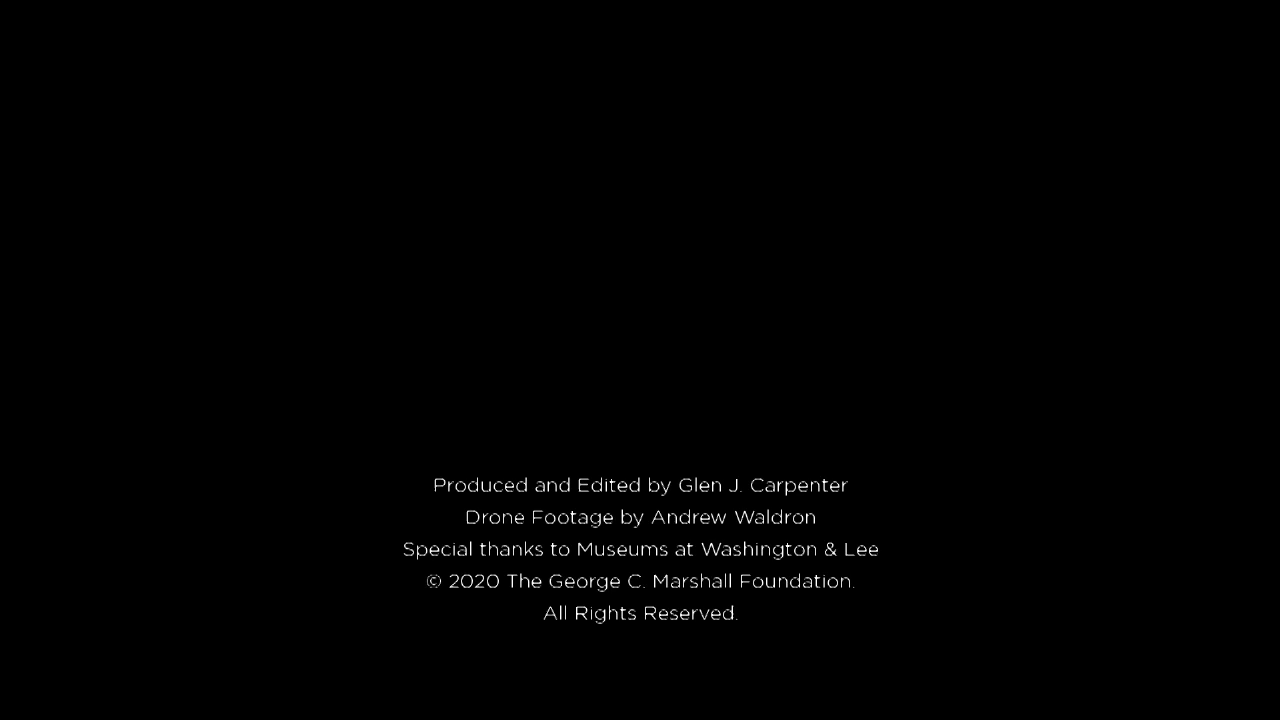 Produced and Edited by Glen J. Carpenter
Drone Footage by Andrew Waldron
Special thanks to Museums at Washington & Lee
© 2020 The George C. Marshall Foundation.
All Rights Reserved.